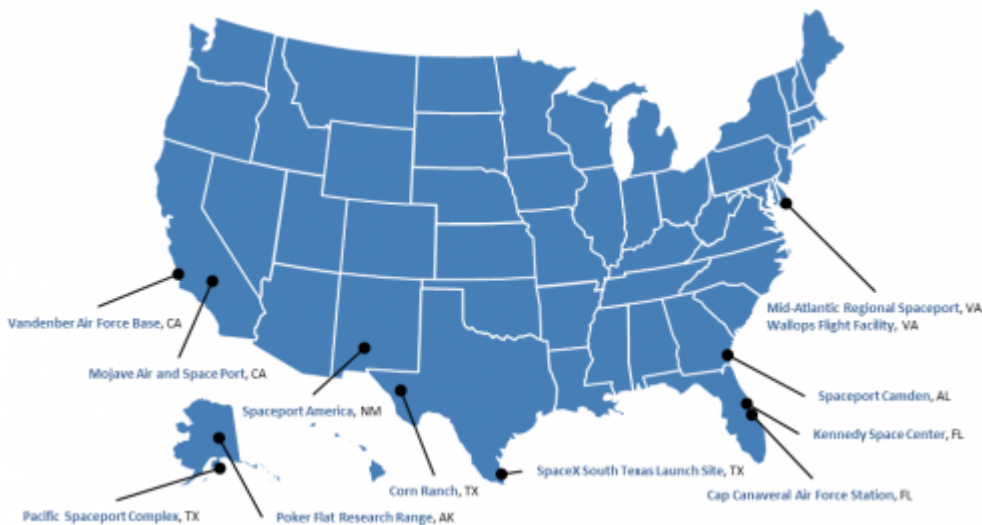 Mid-Atlantic Regional Spaceport, VA
Wallops Flight Facility, VA
Vandenber Air Force Base, CA
Mojave Air and Space Port, CA
Spaceport Camden, AL
Spaceport America, NM
Kennedy Space Center, FL
SpaceX South Texas Launch Site, TX
Corn Ranch, TX
Cap Canaveral Air Force Station, FL
Pacific Spaceport Complex, TX
Poker Flat Research Range, AK